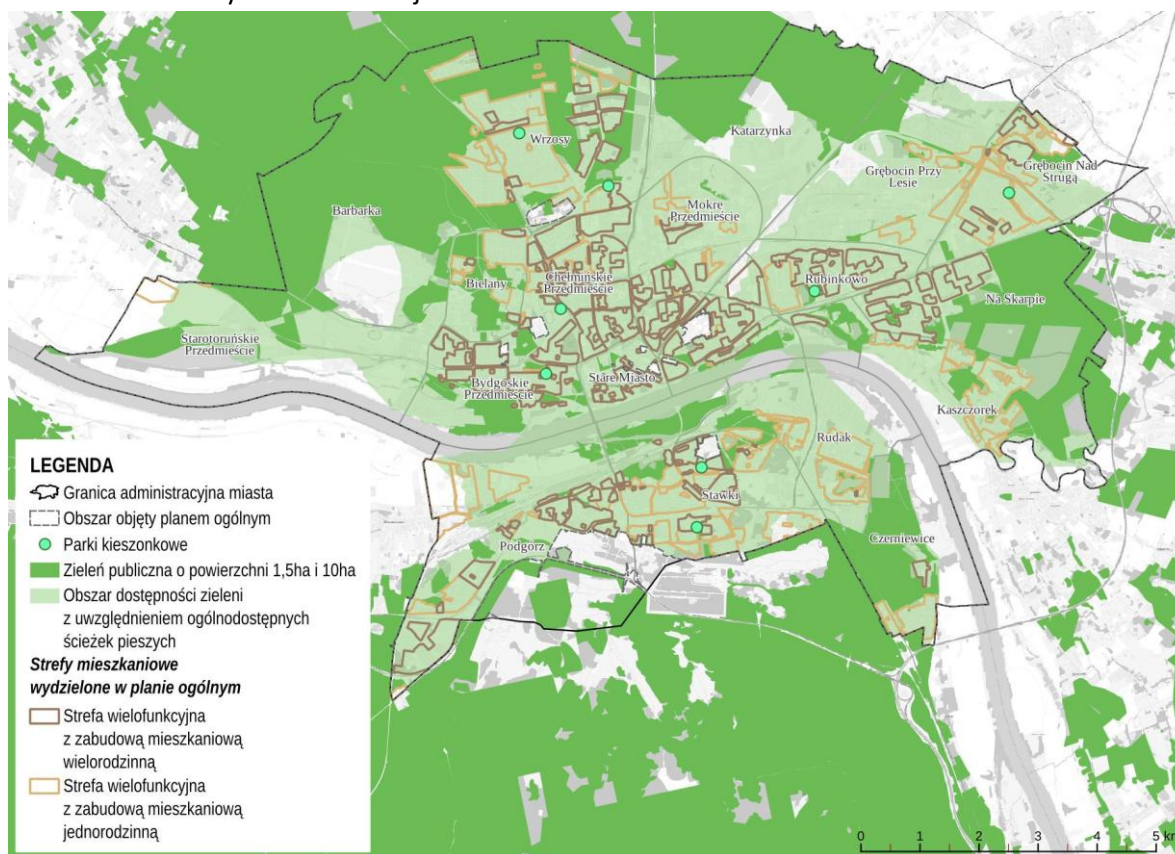 Wrzosy
Katarzynka
Grębocin Przy
Lesie
Grębocin Nad
Strugą
Barbarka
Mokre
Przedmieście
Bielany
Chełmińskie
Przedmieście
Rubinkowo
Na Skarpie
Starotoruńskie
Przedmieście
Bydgoskie
Przedmieście
Stare Miasto
Kaszczorek
Rudak
Stawki
Podgorz
Czerniewice
LEGENDA
Granica administracyjna miasta
Obszar objęty planem ogólnym
Parki kieszonkowe
Zieleń publiczna o powierzchni 1,5ha i 10ha
Obszar dostępności zieleni
z uwzględnieniem ogólnodostępnych
ścieżek pieszych
Strefy mieszkaniowe
wydzielone w planie ogólnym
Strefa wielofunkcyjna
z zabudową mieszkaniową
wielorodzinną
Strefa wielofunkcyjna
z zabudową mieszkaniową
jednorodzinną
0 1 2 3 4 5 km